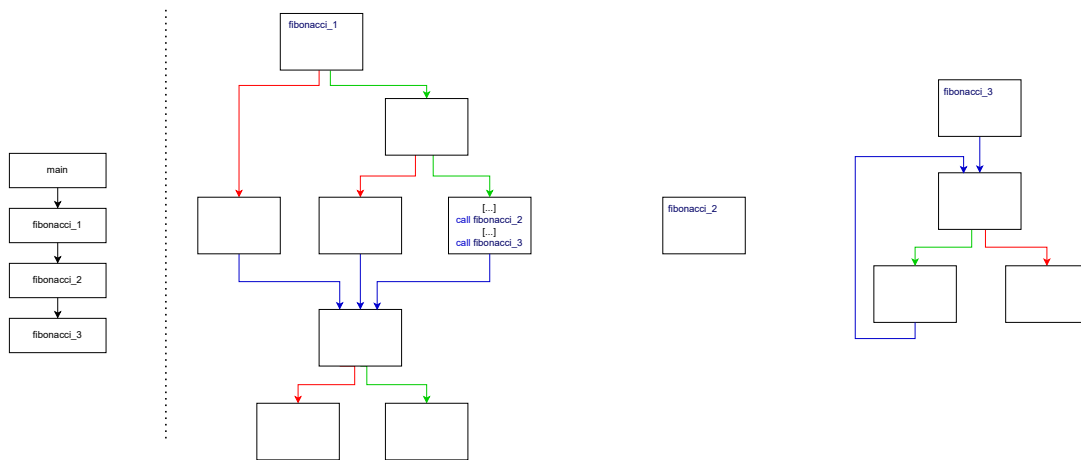 main
fibonacci_1
fibonacci_2
fibonacci_3
fibonacci_1
[...]
call fibonacci_2
[...]
call fibonacci_3
fibonacci_2
fibonacci_3